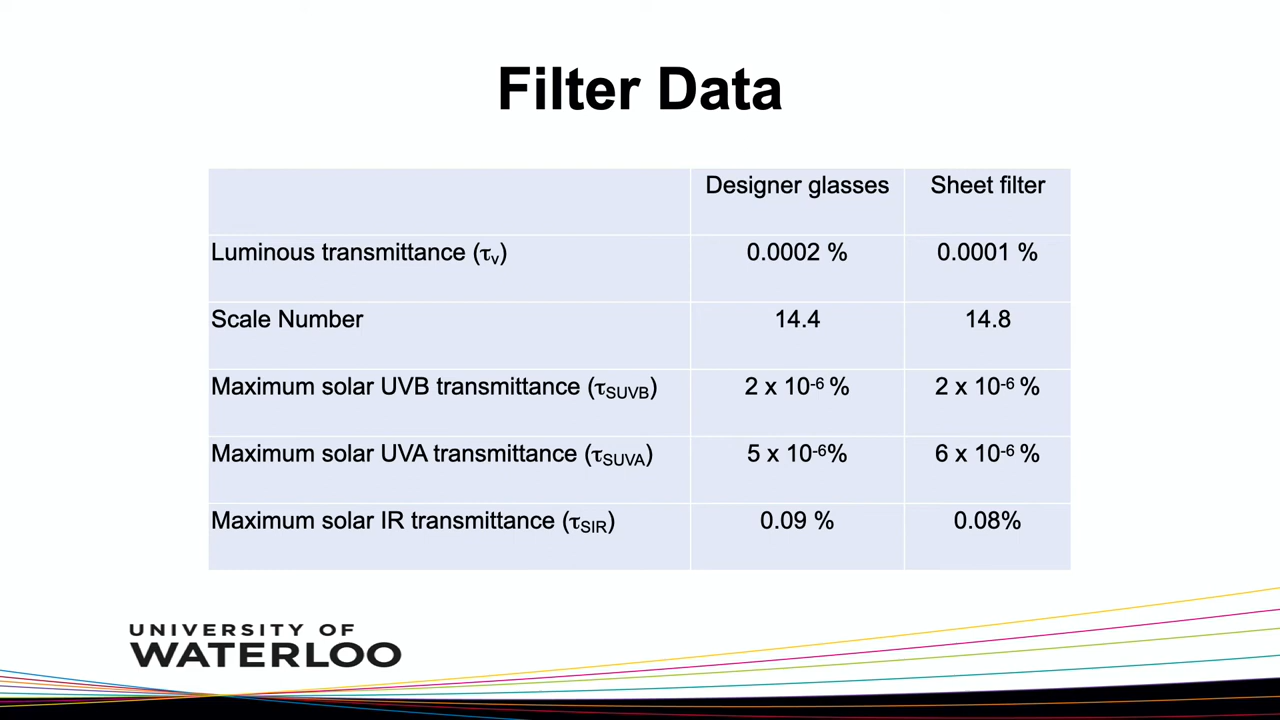 Filter Data
Designer glasses Sheet filter
Luminous transmittance (τv) 0.0002 % 0.0001 %
Scale Number 14.4 14.8
Maximum solar UVB transmittance (τSUVB) 2 x 10-6 % 2 x 10-6 %
Maximum solar UVA transmittance (τSUVA) 5 x 10-6% 6 x 10-6 %
Maximum solar IR transmittance (τSIR) 0.09 % 0.08%
UNIVERSITY OF
WATERLOO